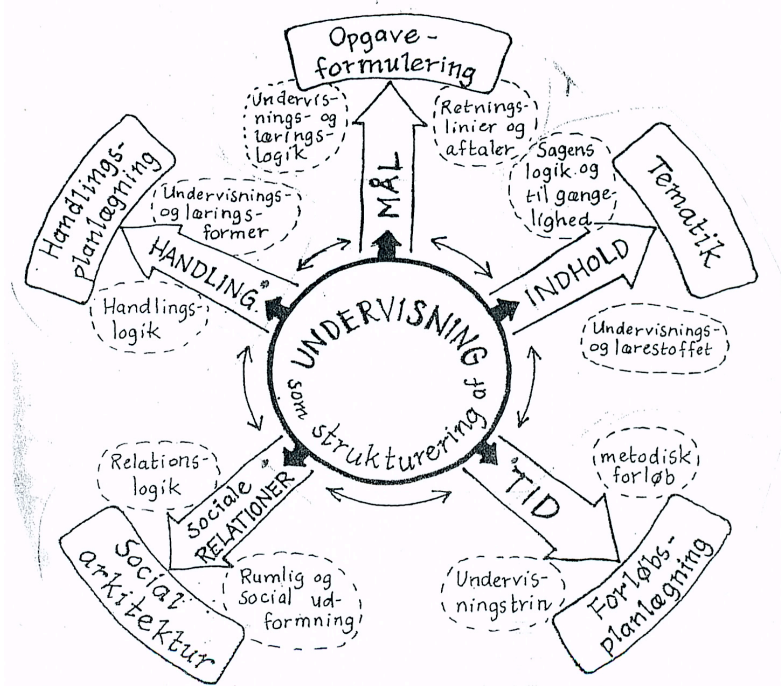 Opgave-
formulering
Undervis-
nings- og
lærings-
logik
Retnings-
linier og
aftaler
MÅL
Sagens
logik og
til gænge-
lighed
Tematik
INDHOLD
Undervisnings-
og lærestoffet
Handlings-
planlægning
Undervisnings-
og lærings-
former
HANDLING
Handlings-
logik
UNDERVISNING
som strukturering af
Relations-
logik
Sociale
RELATIONER
Social
arkitektur
Rumlig og
Social ud-
formning
TID
metodisk
forløb
Undervis-
ningstrin
Forløbs-
planlægning